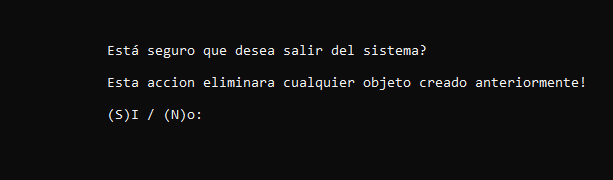 Está seguro que desea salir del sistema?
Esta accion eliminara cualquier objeto creado anteriormente!
(S)I / (N)o: